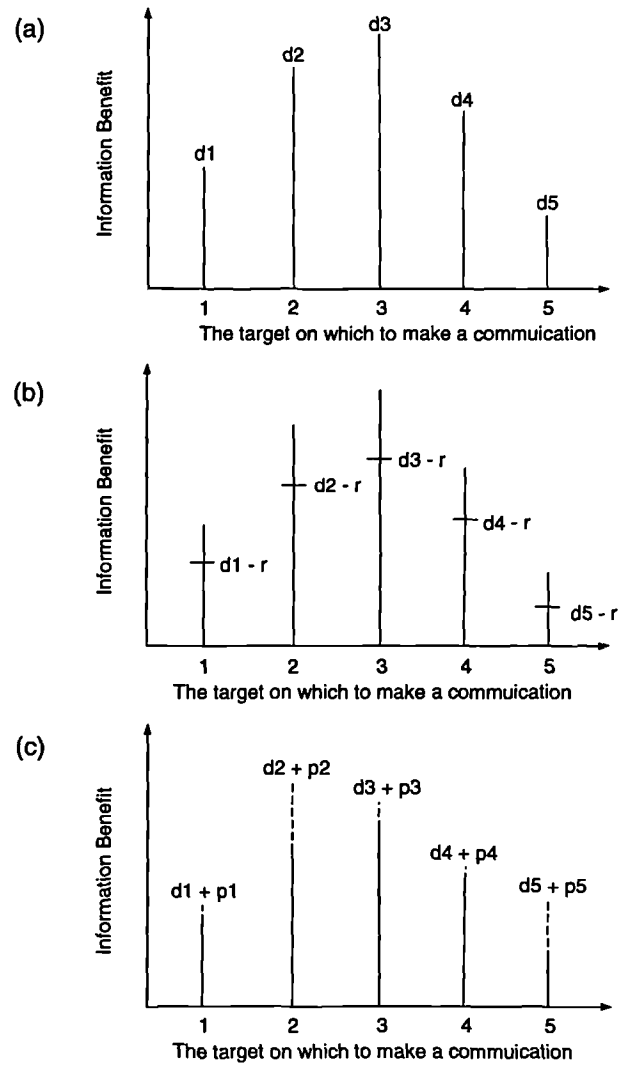 (a)
Information Benefit
d1
d2
d3
d4
d5
1 2 3 4 5
The target on which to make a commuication
(b)
Information Benefit
d1 - r
d2 - r
d3 - r
d4 - r
d5 - r
1 2 3 4 5
The target on which to make a commuication
(c)
Information Benefit
d1 + p1
d2 + p2
d3 + p3
d4 + p4
d5 + p5
1 2 3 4 5
The target on which to make a commuication